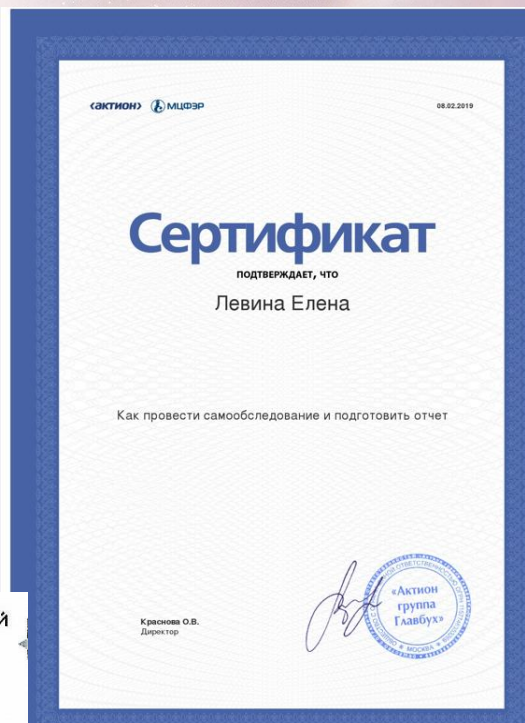 ‹актион› МЦФЭР
08.02.2019
Сертификат
ПОДТВЕРЖДАЕТ, ЧТО
Левина Елена
Как провести самообследование и подготовить отчет
Краснова О.В.
Директор
«Актион
группа
Главбух»
МОСКВА
й